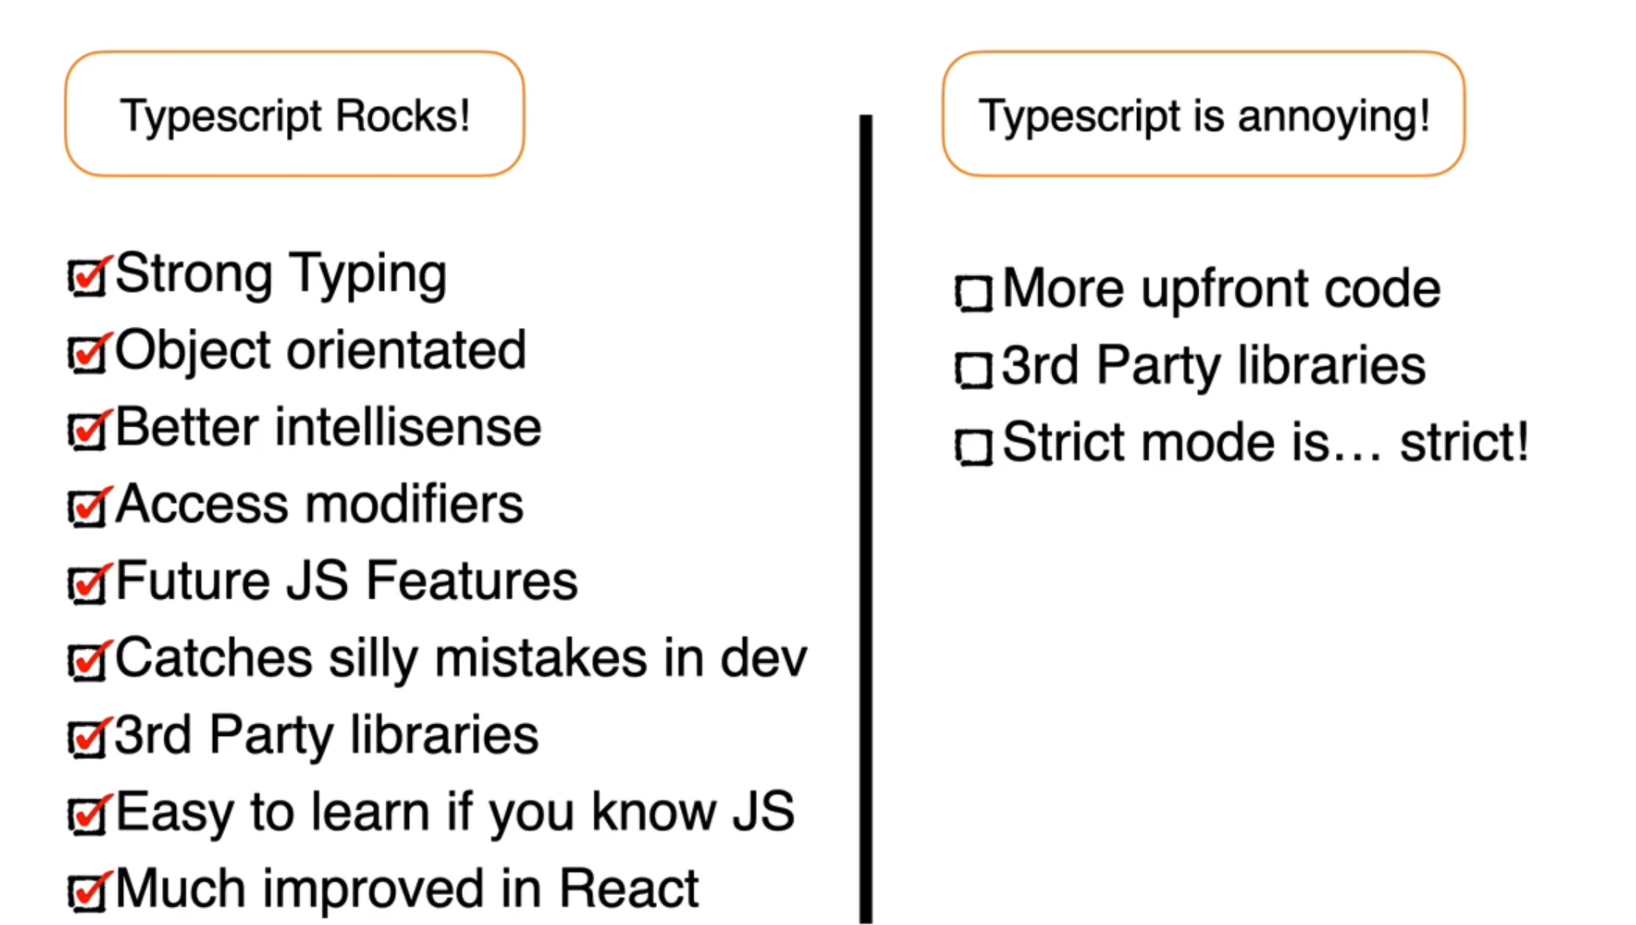 Typescript Rocks!
Strong Typing
Object orientated
Better intellisense
Access modifiers
Future JS Features
Catches silly mistakes in dev
3rd Party libraries
Easy to learn if you know JS
Much improved in React
Typescript is annoying!
More upfront code
3rd Party libraries
Strict mode is... strict!